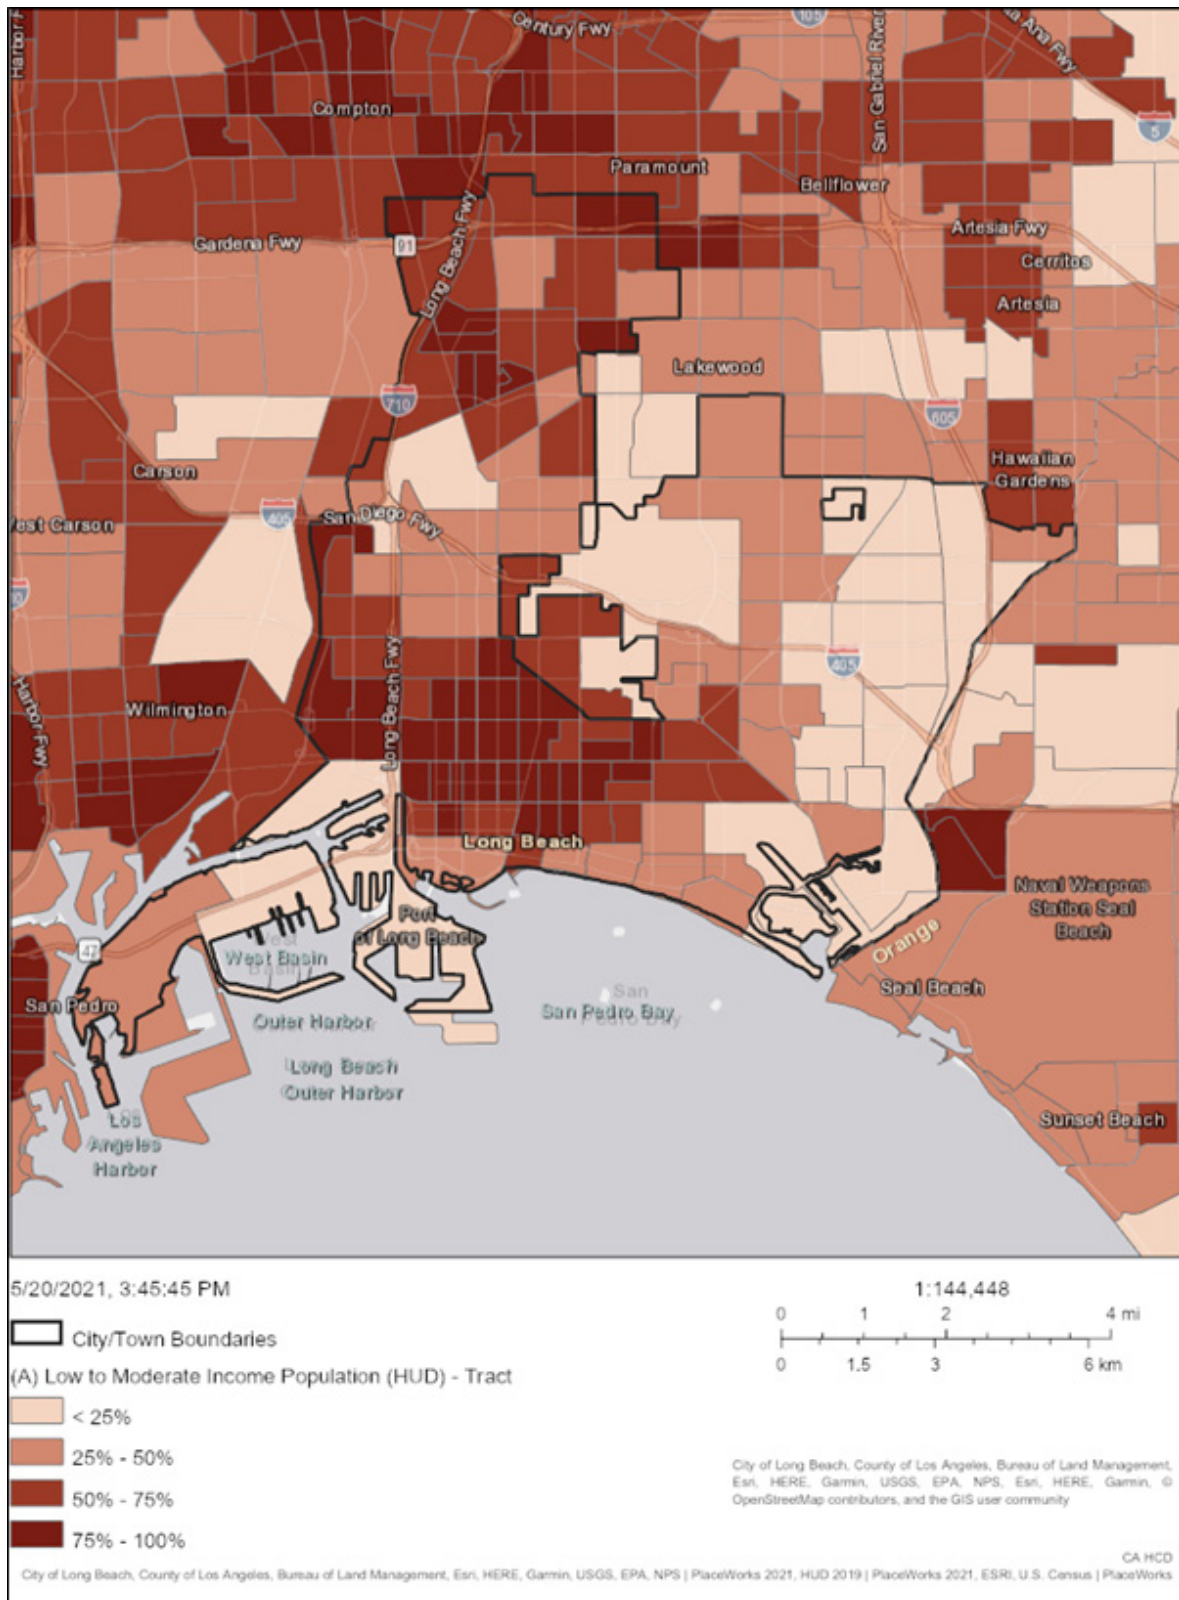 Harbor F
Century Fwy
105
San Gabriel River
ta Ana Fwy
5
Compton
Paramount
Bellflower
Long Beach Fwy
Gardena Fwy
91
Artesia Fwy
Cerritos
Artesia
Lakewood
710
605
Carson
Hawaiian
Gardens
405
San Diego Fwy
est Carson
Long Beach Fwy
405
Harbor Fwy
Wilmington
Long Beach
Naval Weapons
Station Seal
Beach
Port
of Long Beach
Orange
47
West
Basin
West Basin
San Pedro
Seal Beach
San
Pedro Bay
San Pedro Bay
Outer Harbor
Long Beach
Outer Harbor
Los
Angeles
Harbor
Sunset Beach
5/20/2021, 3:45:45 PM
1:144,448
0 1 2 4 mi
0 1.5 3 6 km
City/Town Boundaries
(A) Low to Moderate Income Population (HUD) - Tract
< 25%
25% - 50%
50% - 75%
75% - 100%
City of Long Beach, County of Los Angeles, Bureau of Land Management,
Esri, HERE, Garmin, USGS, EPA, NPS, Esri, HERE, Garmin, ©
OpenStreetMap contributors, and the GIS user community
CA HCD
City of Long Beach, County of Los Angeles, Bureau of Land Management, Esri, HERE, Garmin, USGS, EPA, NPS | PlaceWorks 2021, HUD 2019 | PlaceWorks 2021, ESRI, U.S. Census | PlaceWorks